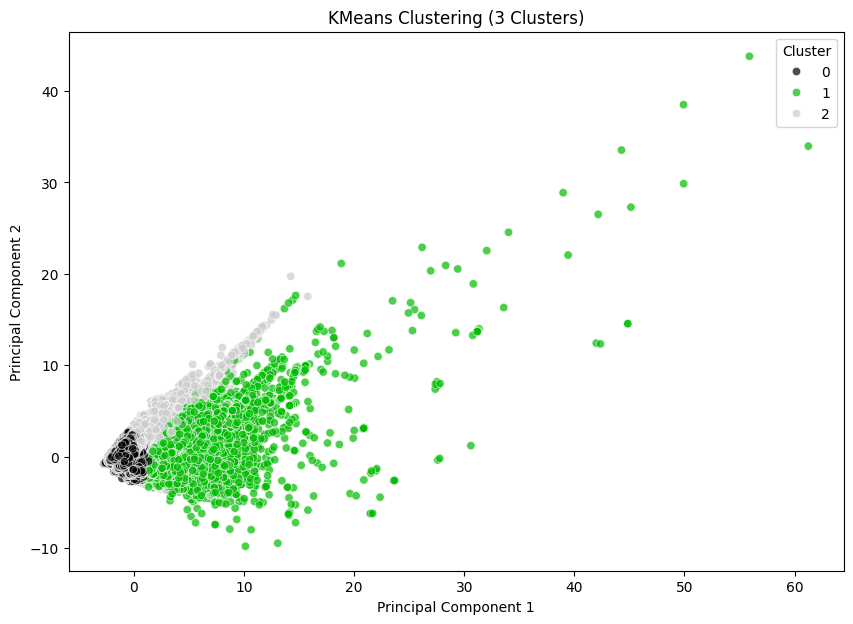 KMeans Clustering (3 Clusters)
Cluster
0
1
2
40
30
20
10
0
−10
Principal Component 2
0 10 20 30 40 50 60
Principal Component 1